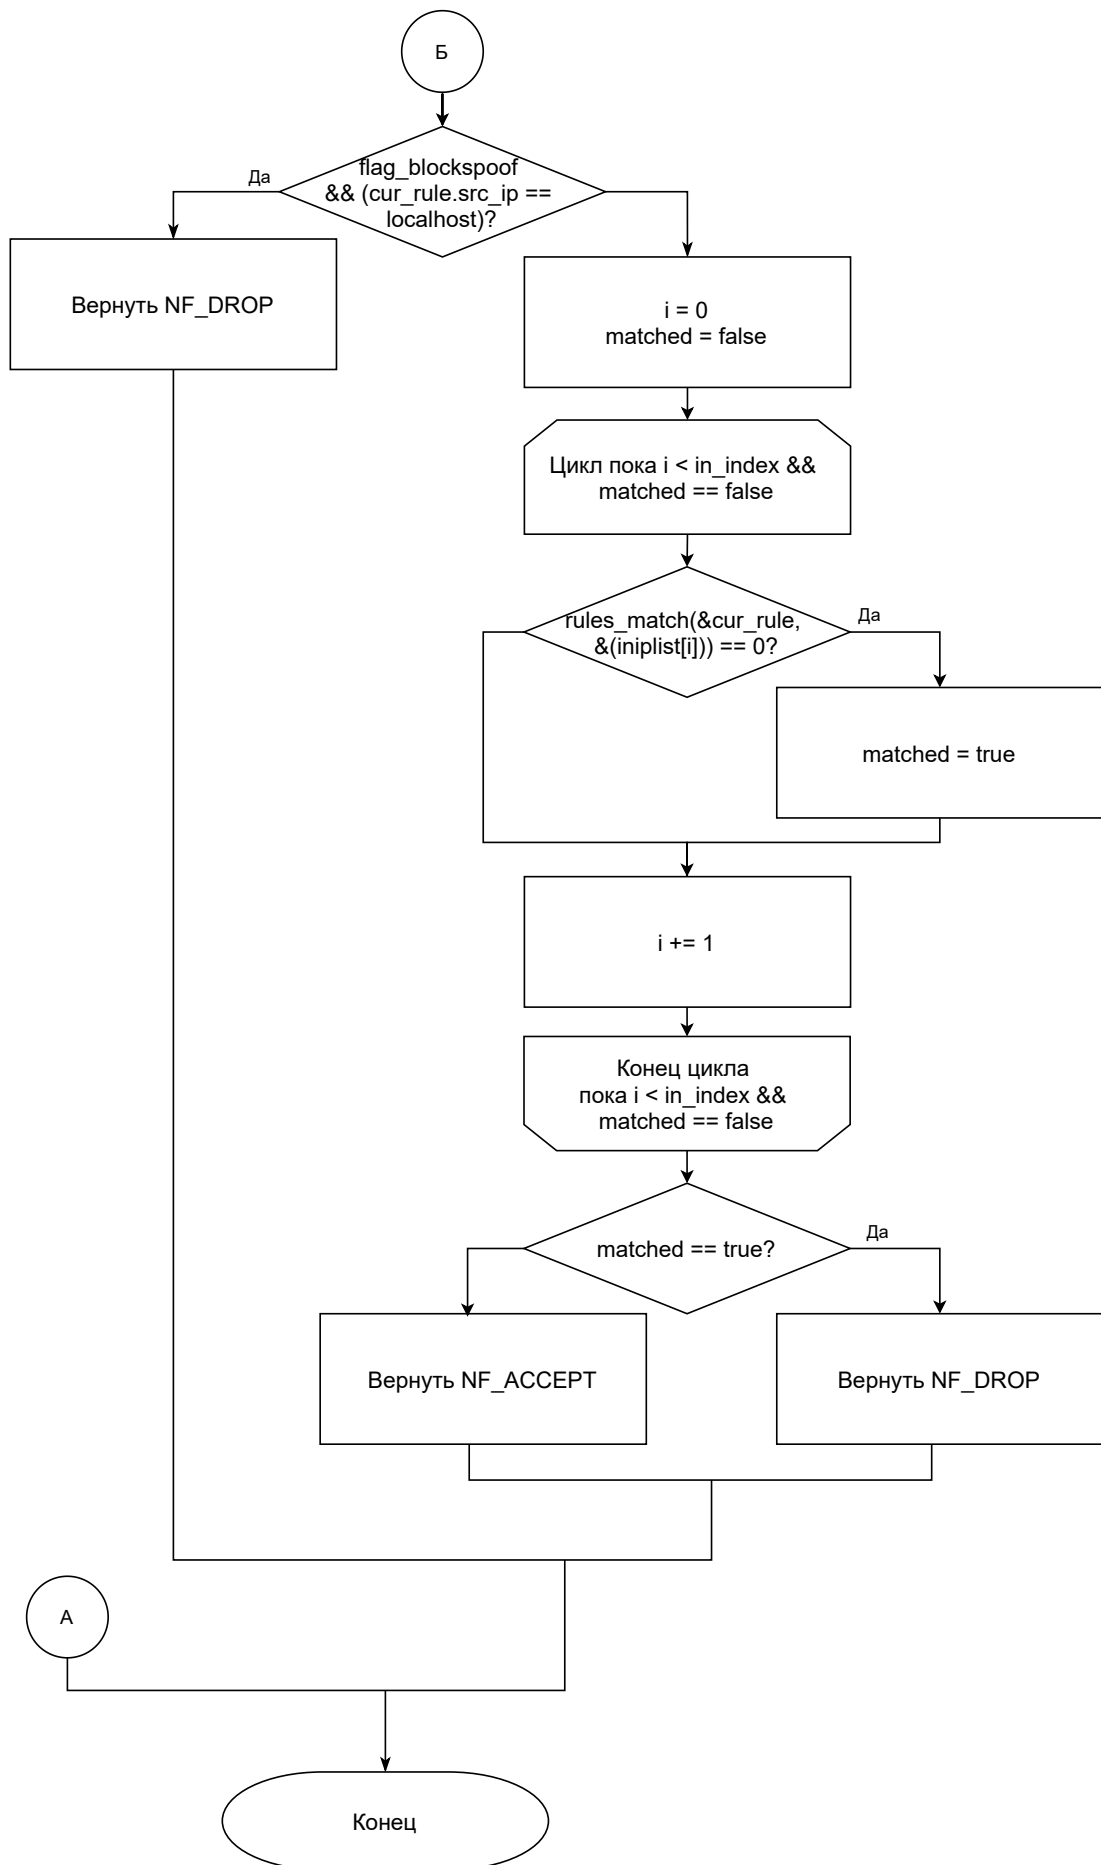 Б
flag_blockspoof
&& (cur_rule.src_ip ==
localhost)?
Да
Вернуть NF_DROP
i = 0
matched = false
Цикл пока i < in_index &&
matched == false
rules_match(&cur_rule,
&(iniplist[i])) == 0?
Да
matched = true
i += 1
Конец цикла
пока i < in_index &&
matched == false
matched == true?
Да
Вернуть NF_ACCEPT
Вернуть NF_DROP
А
Конец